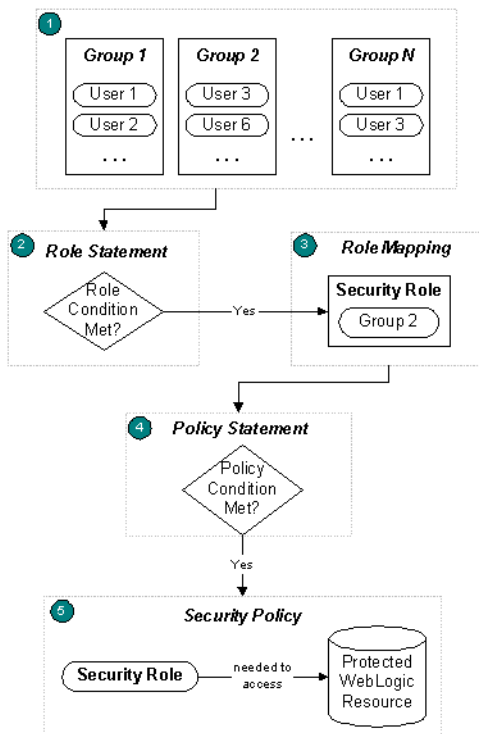 1
Group 1
User 1
User 2
...
Group 2
User 3
User 6
...
...
Group N
User 1
User 3
...
2
Role Statement
Role
Condition
Met?
Yes
3
Role Mapping
Security Role
Group 2
4
Policy Statement
Policy
Condition
Met?
Yes
5
Security Policy
Security Role
needed to
access
Protected
WebLogic
Resource